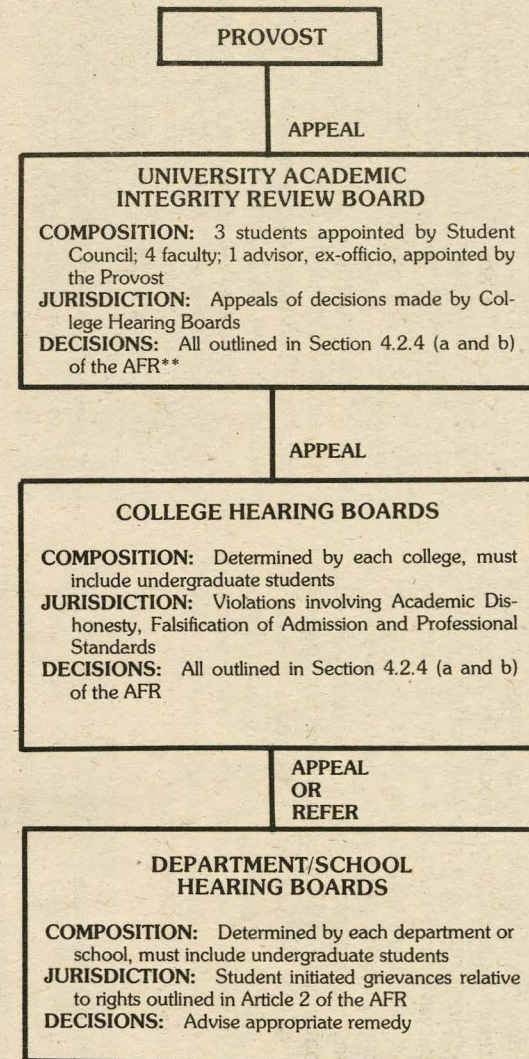 PROVOST
APPEAL
UNIVERSITY ACADEMIC
INTEGRITY REVIEW BOARD
COMPOSITION: 3 students appointed by Student
Council; 4 faculty; 1 advisor, ex-officio, appointed by
the Provost
JURISDICTION: Appeals of decisions made by Col-
lege Hearing Boards
DECISIONS: All outlined in Section 4.2.4 (a and b)
of the AFR**
APPEAL
COLLEGE HEARING BOARDS
COMPOSITION: Determined by each college, must
include undergraduate students
JURISDICTION: Violations involving Academic Dis-
honesty, Falsification of Admission and Professional
Standards
DECISIONS: All outlined in Section 4.2.4 (a and b)
of the AFR
APPEAL
OR
REFER
DEPARTMENT/SCHOOL
HEARING BOARDS
COMPOSITION: Determined by each department or
school, must include undergraduate students
JURISDICTION: Student initiated grievances relative
to rights outlined in Article 2 of the AFR
DECISIONS: Advise appropriate remedy